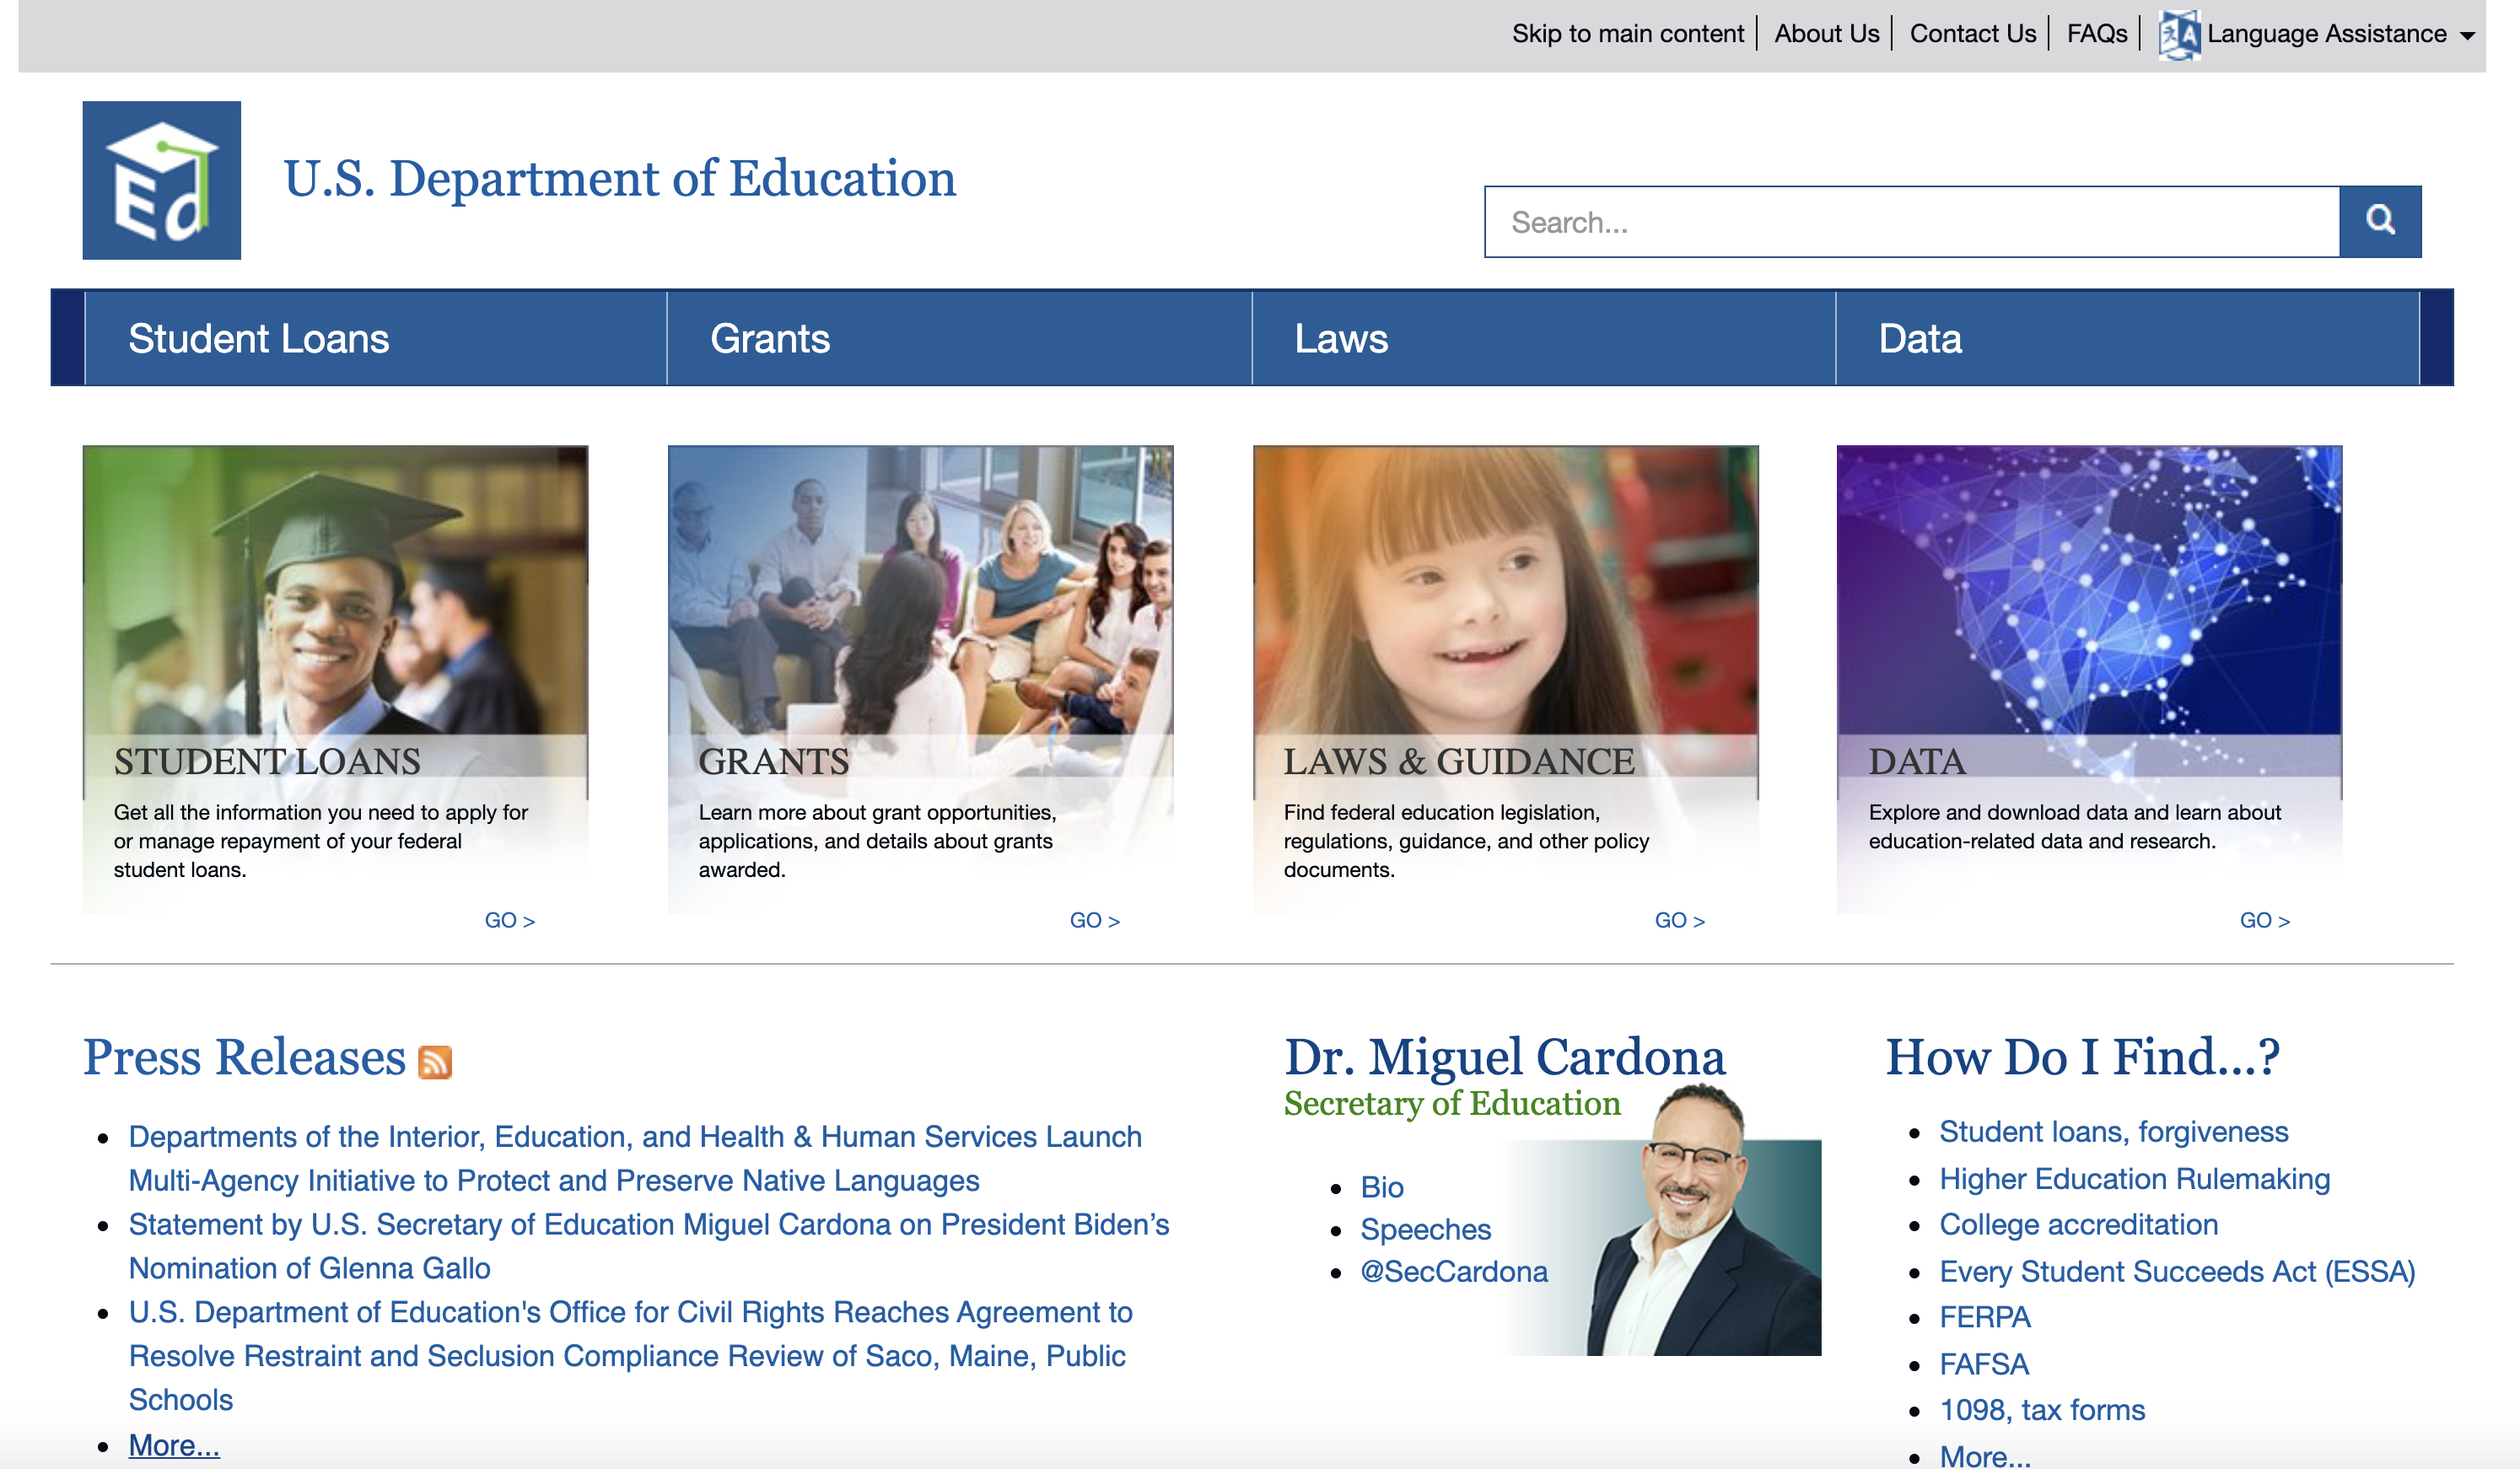 Skip to main content
About Us
Contact Us
FAQs
Language Assistance
Ed
U.S. Department of Education
Search...
Student Loans
Grants
Laws
Data
STUDENT LOANS
Get all the information you need to apply for
or manage repayment of your federal
student loans.
GO >
GRANTS
Learn more about grant opportunities,
applications, and details about grants
awarded.
GO >
LAWS & GUIDANCE
Find federal education legislation,
regulations, guidance, and other policy
documents.
GO >
DATA
Explore and download data and learn about
education-related data and research.
GO >
Press Releases
Departments of the Interior, Education, and Health & Human Services Launch
Multi-Agency Initiative to Protect and Preserve Native Languages
Statement by U.S. Secretary of Education Miguel Cardona on President Biden’s
Nomination of Glenna Gallo
U.S. Department of Education's Office for Civil Rights Reaches Agreement to
Resolve Restraint and Seclusion Compliance Review of Saco, Maine, Public
Schools
More...
Dr. Miguel Cardona
Secretary of Education
Bio
Speeches
@SecCardona
How Do I Find...?
Student loans, forgiveness
Higher Education Rulemaking
College accreditation
Every Student Succeeds Act (ESSA)
FERPA
FAFSA
1098, tax forms
More...